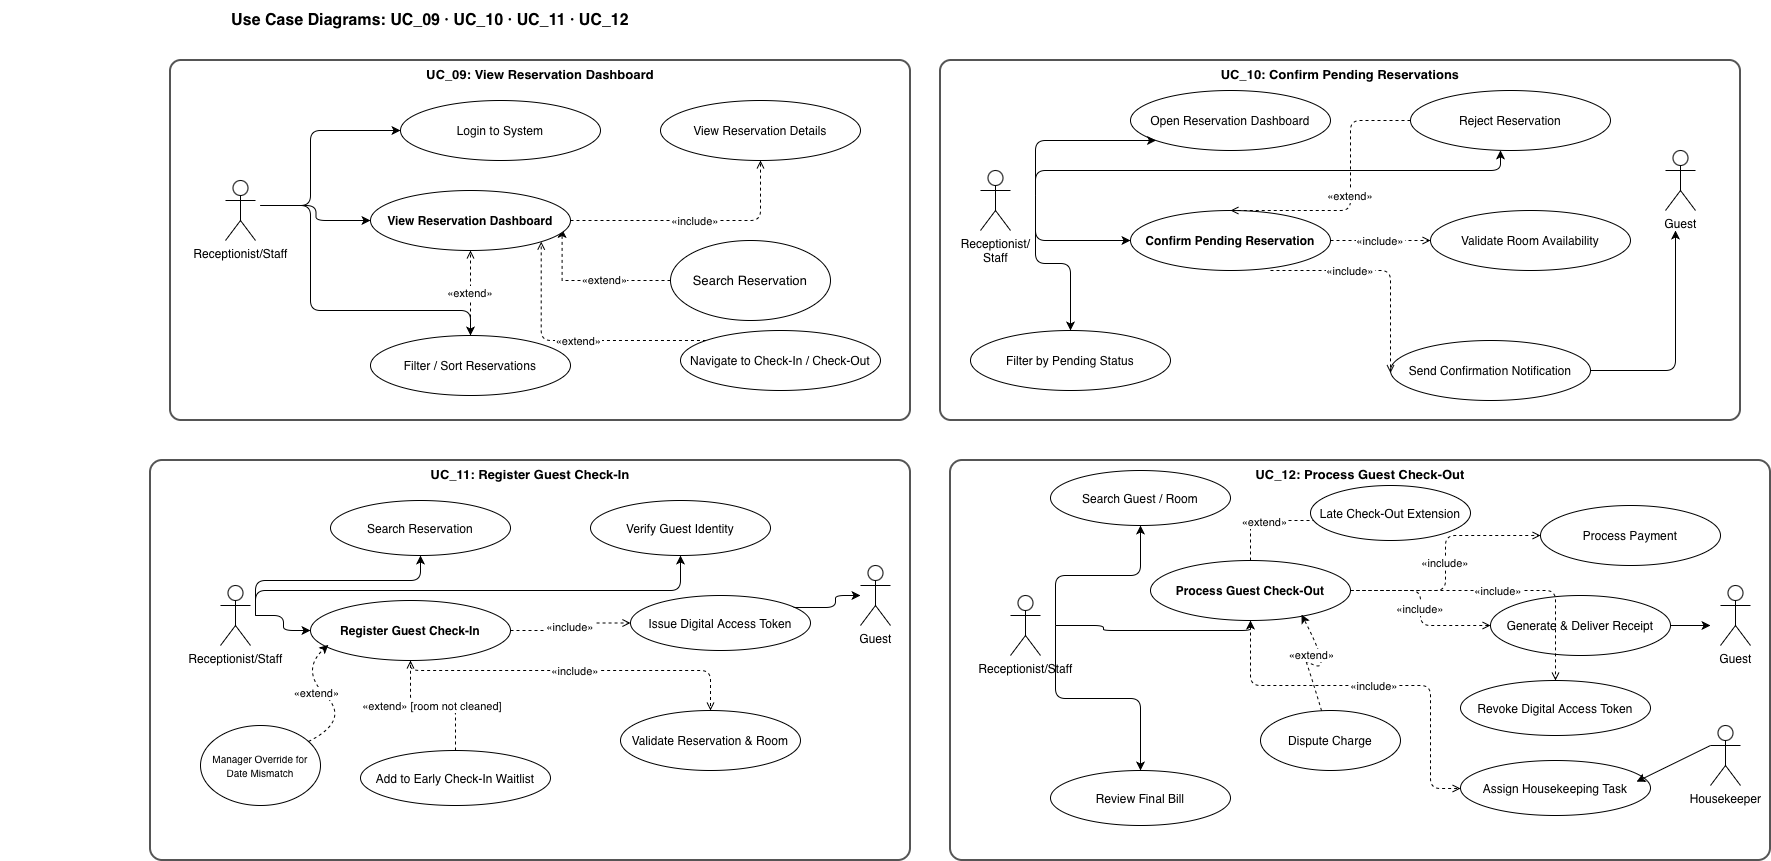 Use Case Diagrams: UC_09 · UC_10 · UC_11 · UC_12
UC_09: View Reservation Dashboard
Login to System
View Reservation Details
View Reservation Dashboard
«include»
Receptionist/Staff
«extend»
Search Reservation
«extend»
«extend»
Filter / Sort Reservations
Navigate to Check-In / Check-Out
UC_10: Confirm Pending Reservations
Open Reservation Dashboard
Reject Reservation
«extend»
Guest
Receptionist/
Staff
Confirm Pending Reservation
«include»
Validate Room Availability
«include»
Filter by Pending Status
Send Confirmation Notification
UC_11: Register Guest Check-In
Search Reservation
Verify Guest Identity
Register Guest Check-In
«include»
Issue Digital Access Token
Guest
Receptionist/Staff
«include»
«extend»
«extend» [room not cleaned]
Validate Reservation & Room
Manager Override for
Date Mismatch
Add to Early Check-In Waitlist
UC_12: Process Guest Check-Out
Search Guest / Room
Late Check-Out Extension
«extend»
Process Payment
«include»
Process Guest Check-Out
«include»
«include»
Generate & Deliver Receipt
Guest
Receptionist/Staff
«extend»
«include»
Revoke Digital Access Token
Dispute Charge
Review Final Bill
Assign Housekeeping Task
Housekeeper